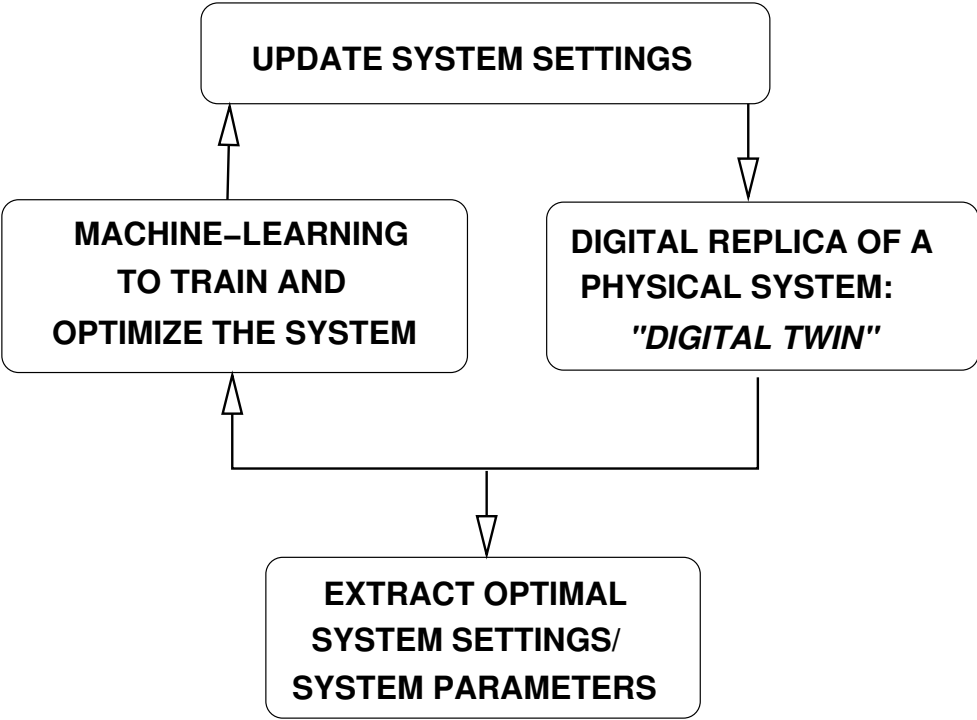 UPDATE SYSTEM SETTINGS
MACHINE–LEARNING
TO TRAIN AND
OPTIMIZE THE SYSTEM
DIGITAL REPLICA OF A
PHYSICAL SYSTEM:
"DIGITAL TWIN"
EXTRACT OPTIMAL
SYSTEM SETTINGS/
SYSTEM PARAMETERS